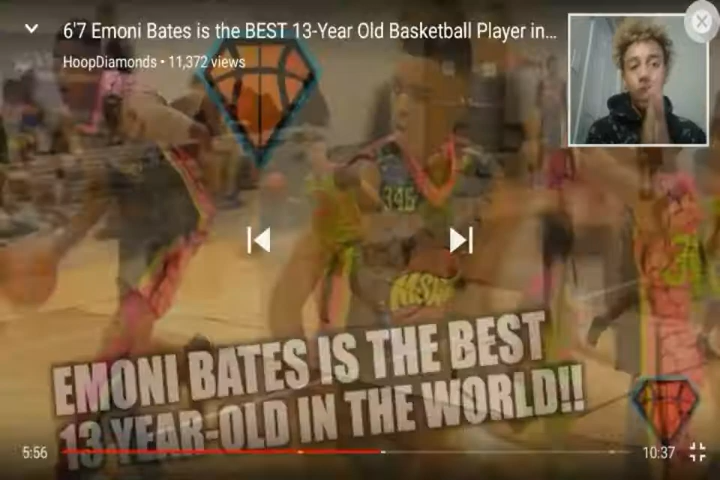 6'7 Emoni Bates is the BEST 13-Year Old Basketball Player in...
HoopDiamonds • 11,372 views
EMONI BATES IS THE BEST
13 YEAR-OLD IN THE WORLD!!
5:56
10:37